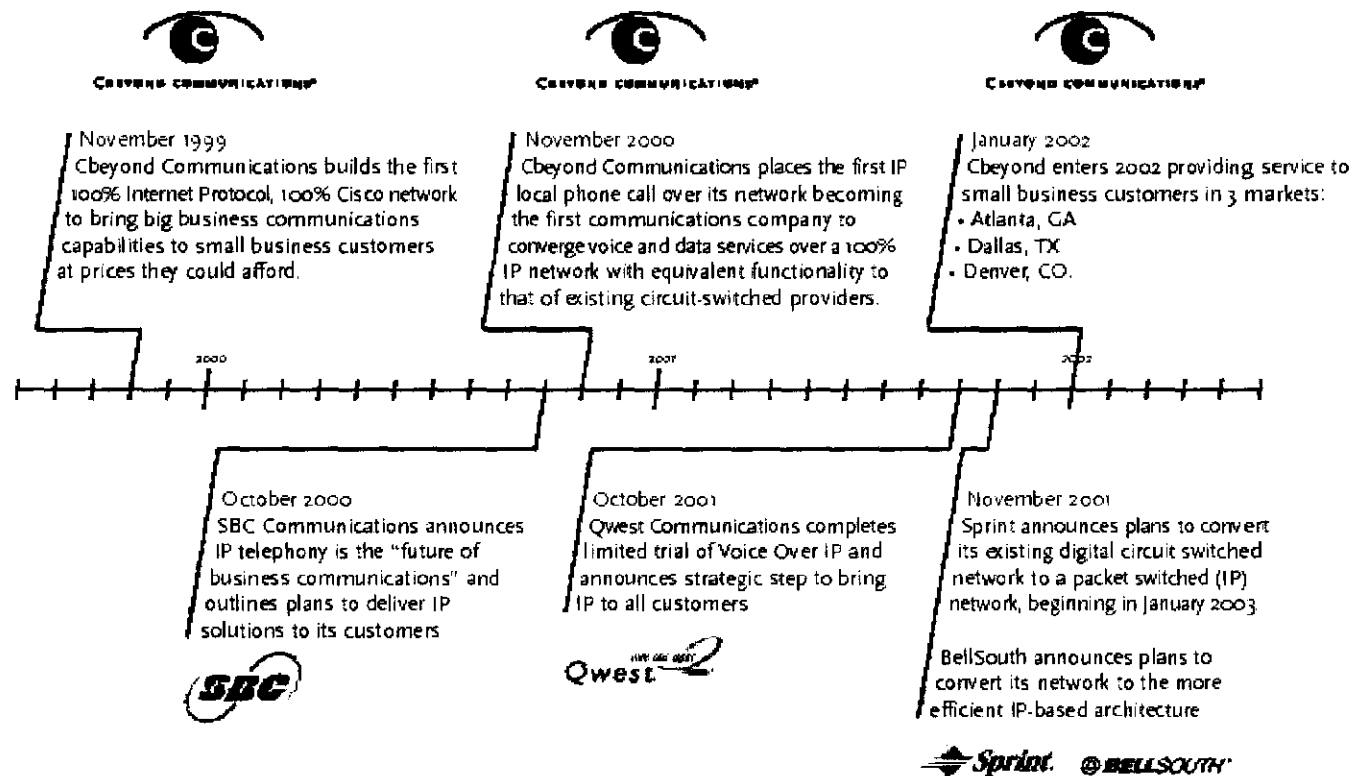 C
CBEYOND COMMUNICATIONS®
November 1999
Cbeyond Communications builds the first
100% Internet Protocol, 100% Cisco network
to bring big business communications
capabilities to small business customers
at prices they could afford.
C
CBEYOND COMMUNICATIONS®
November 2000
Cbeyond Communications places the first IP
local phone call over its network becoming
the first communications company to
converge voice and data services over a 100%
IP network with equivalent functionality to
that of existing circuit-switched providers.
C
CBEYOND COMMUNICATIONS®
January 2002
Cbeyond enters 2002 providing service to
small business customers in 3 markets:
• Atlanta, GA
• Dallas, TX
• Denver, CO.
2000
2001
2002
October 2000
SBC Communications announces
IP telephony is the “future of
business communications” and
outlines plans to deliver IP
solutions to its customers
SBC
October 2001
Qwest Communications completes
limited trial of Voice Over IP and
announces strategic step to bring
IP to all customers
Qwest
November 2001
Sprint announces plans to convert
its existing digital circuit switched
network to a packet switched (IP)
network, beginning in January 2003
BellSouth announces plans to
convert its network to the more
efficient IP-based architecture
Sprint.
BELLSOUTH